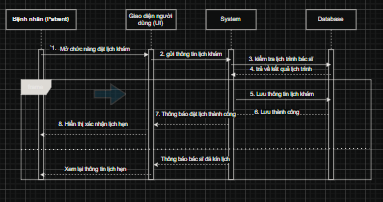 Bệnh nhân (Patient)
Giao diện người
dùng (UI)
System
Database
1. Mở chức năng đặt lịch khám
2. gửi thông tin lịch khám
3. kiểm tra lịch trình bác sĩ
4. trả về kết quả lịch trình
5. Lưu thông tin lịch khám
6. Lưu thành công
7. Thông báo đặt lịch thành công
8. Hiển thị xác nhận lịch hẹn
Thông báo bác sĩ đã kín lịch
Xem lại thông tin lịch hẹn